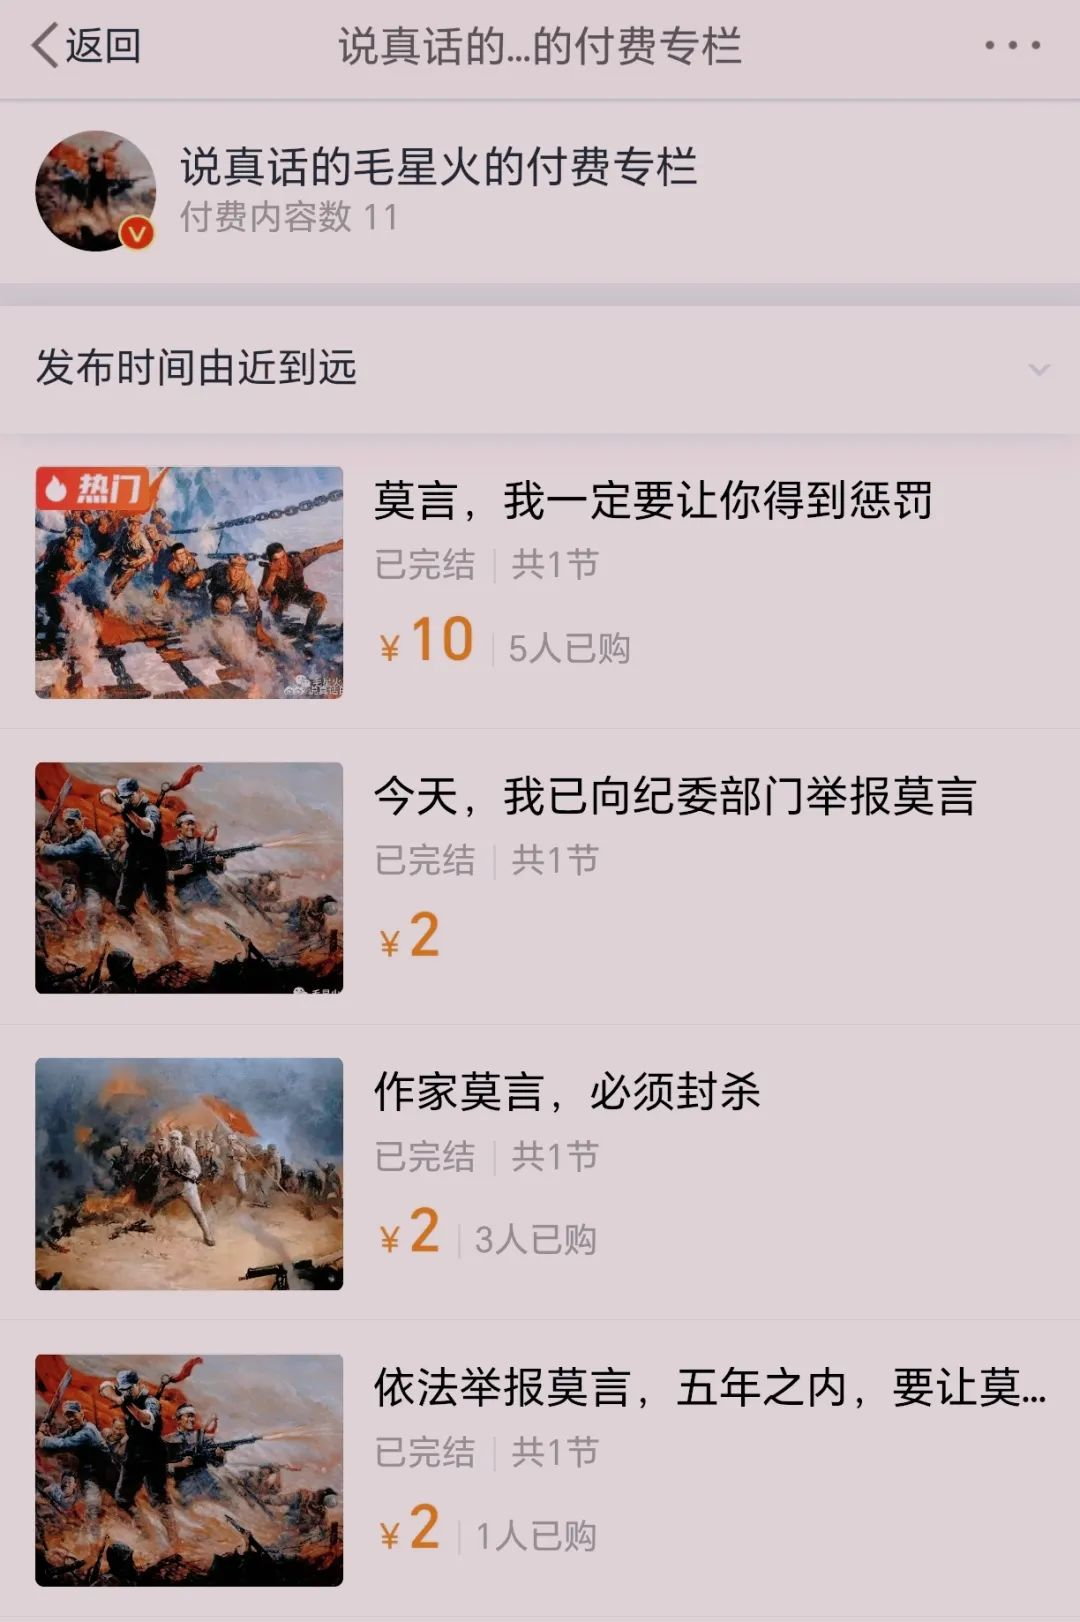 返回
说真话的...的付费专栏
说真话的毛星火的付费专栏
付费内容数 11
发布时间由近到远
热门
莫言，我一定要让你得到惩罚
已完结 | 共1节
¥10 | 5人已购
今天，我已向纪委部门举报莫言
已完结 | 共1节
¥2
作家莫言，必须封杀
已完结 | 共1节
¥2 | 3人已购
依法举报莫言，五年之内，要让莫...
已完结 | 共1节
¥2 | 1人已购